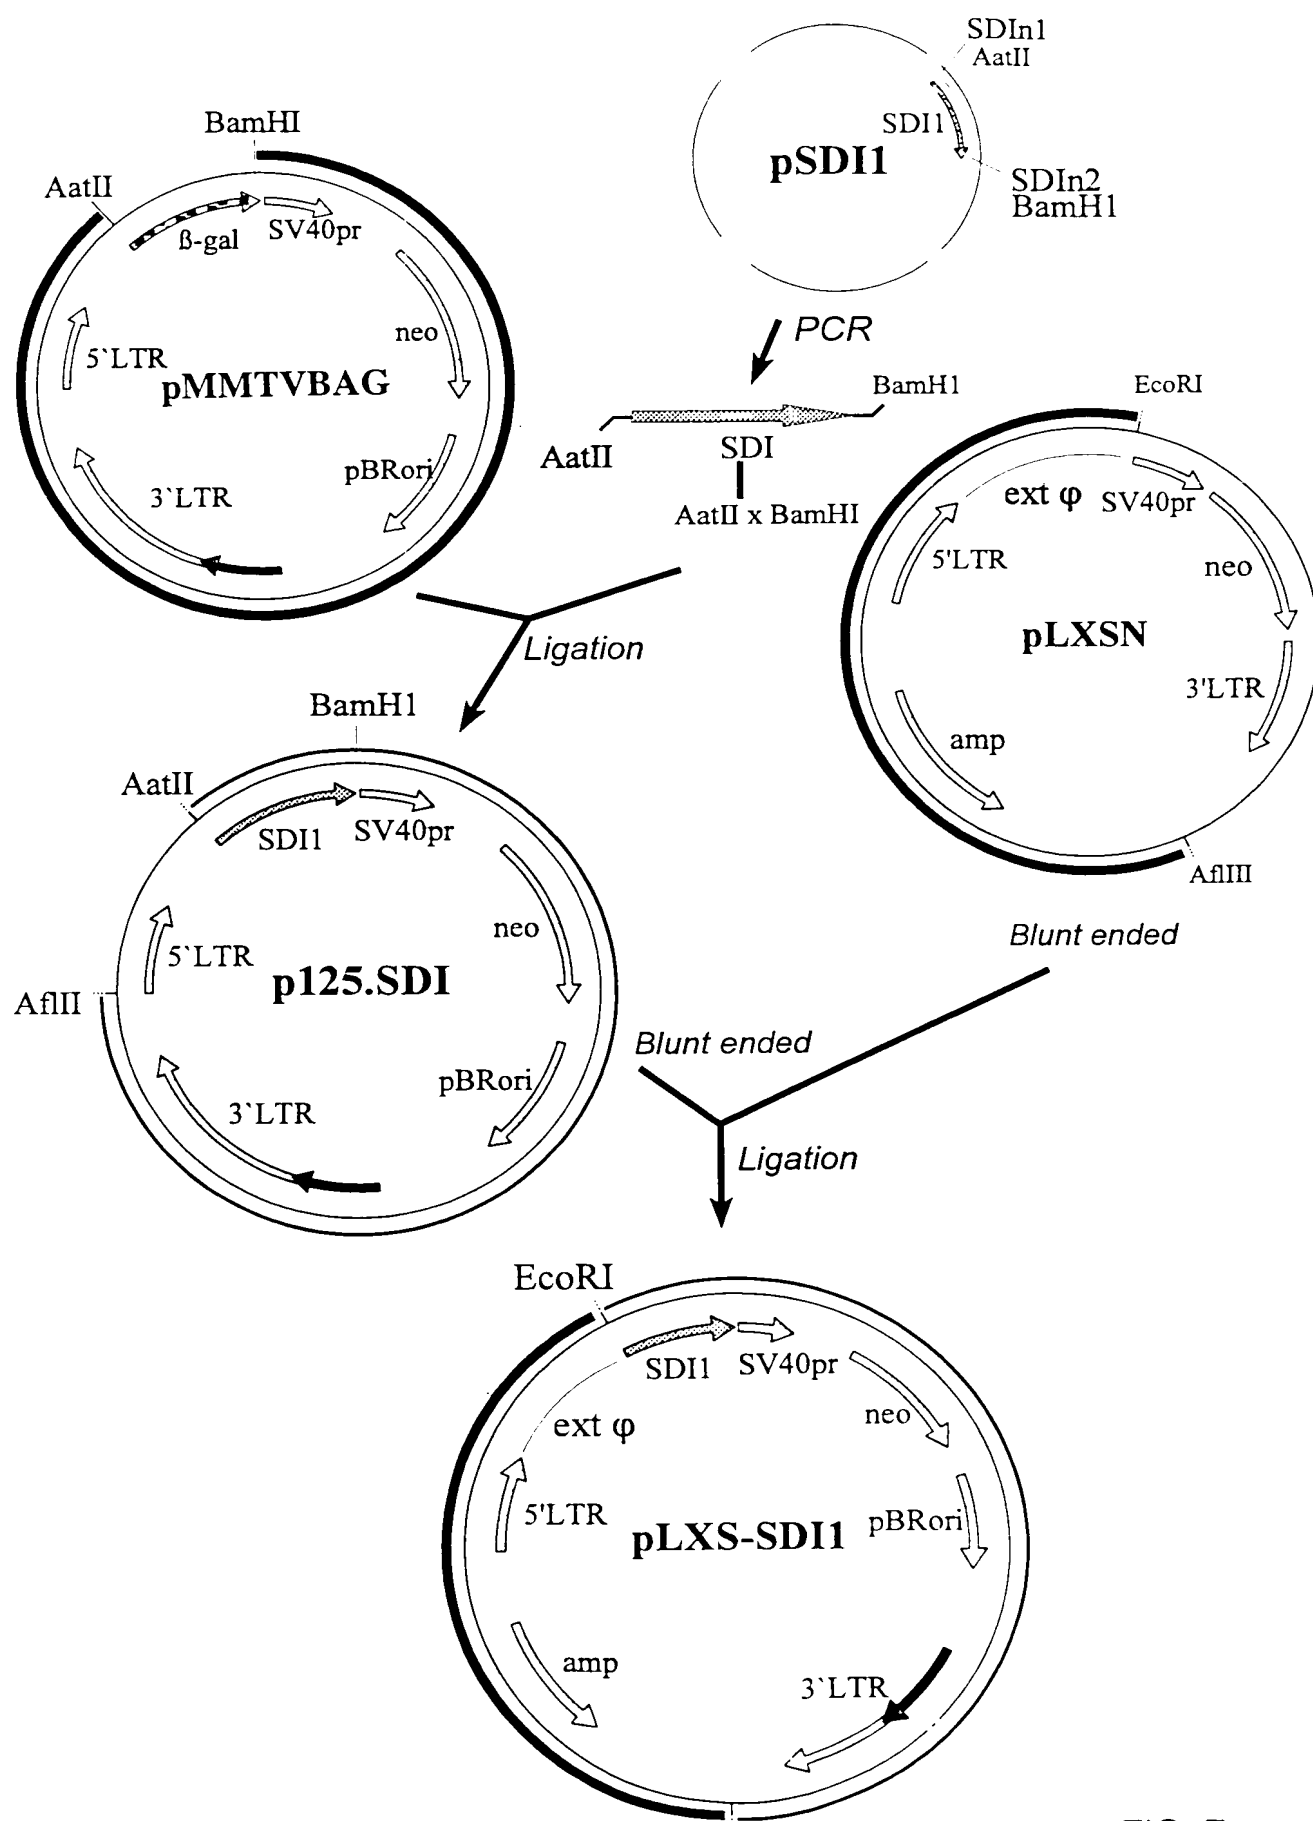 SDIn1
AatII
SDI1
pSDI1
SDIn2
BamH1
BamHI
AatII
ß-gal
SV40pr
neo
5`LTR
pMMTVBAG
pBRori
3`LTR
PCR
BamH1
AatII
SDI
AatII x BamHI
EcoRI
ext φ
SV40pr
5'LTR
neo
pLXSN
3'LTR
amp
AflIII
Blunt ended
Ligation
BamH1
AatII
SDI1
SV40pr
neo
5`LTR
p125.SDI
AflII
pBRori
3`LTR
Blunt ended
Ligation
EcoRI
SDI1
SV40pr
neo
ext φ
5'LTR
pLXS-SDI1
pBRori
amp
3`LTR